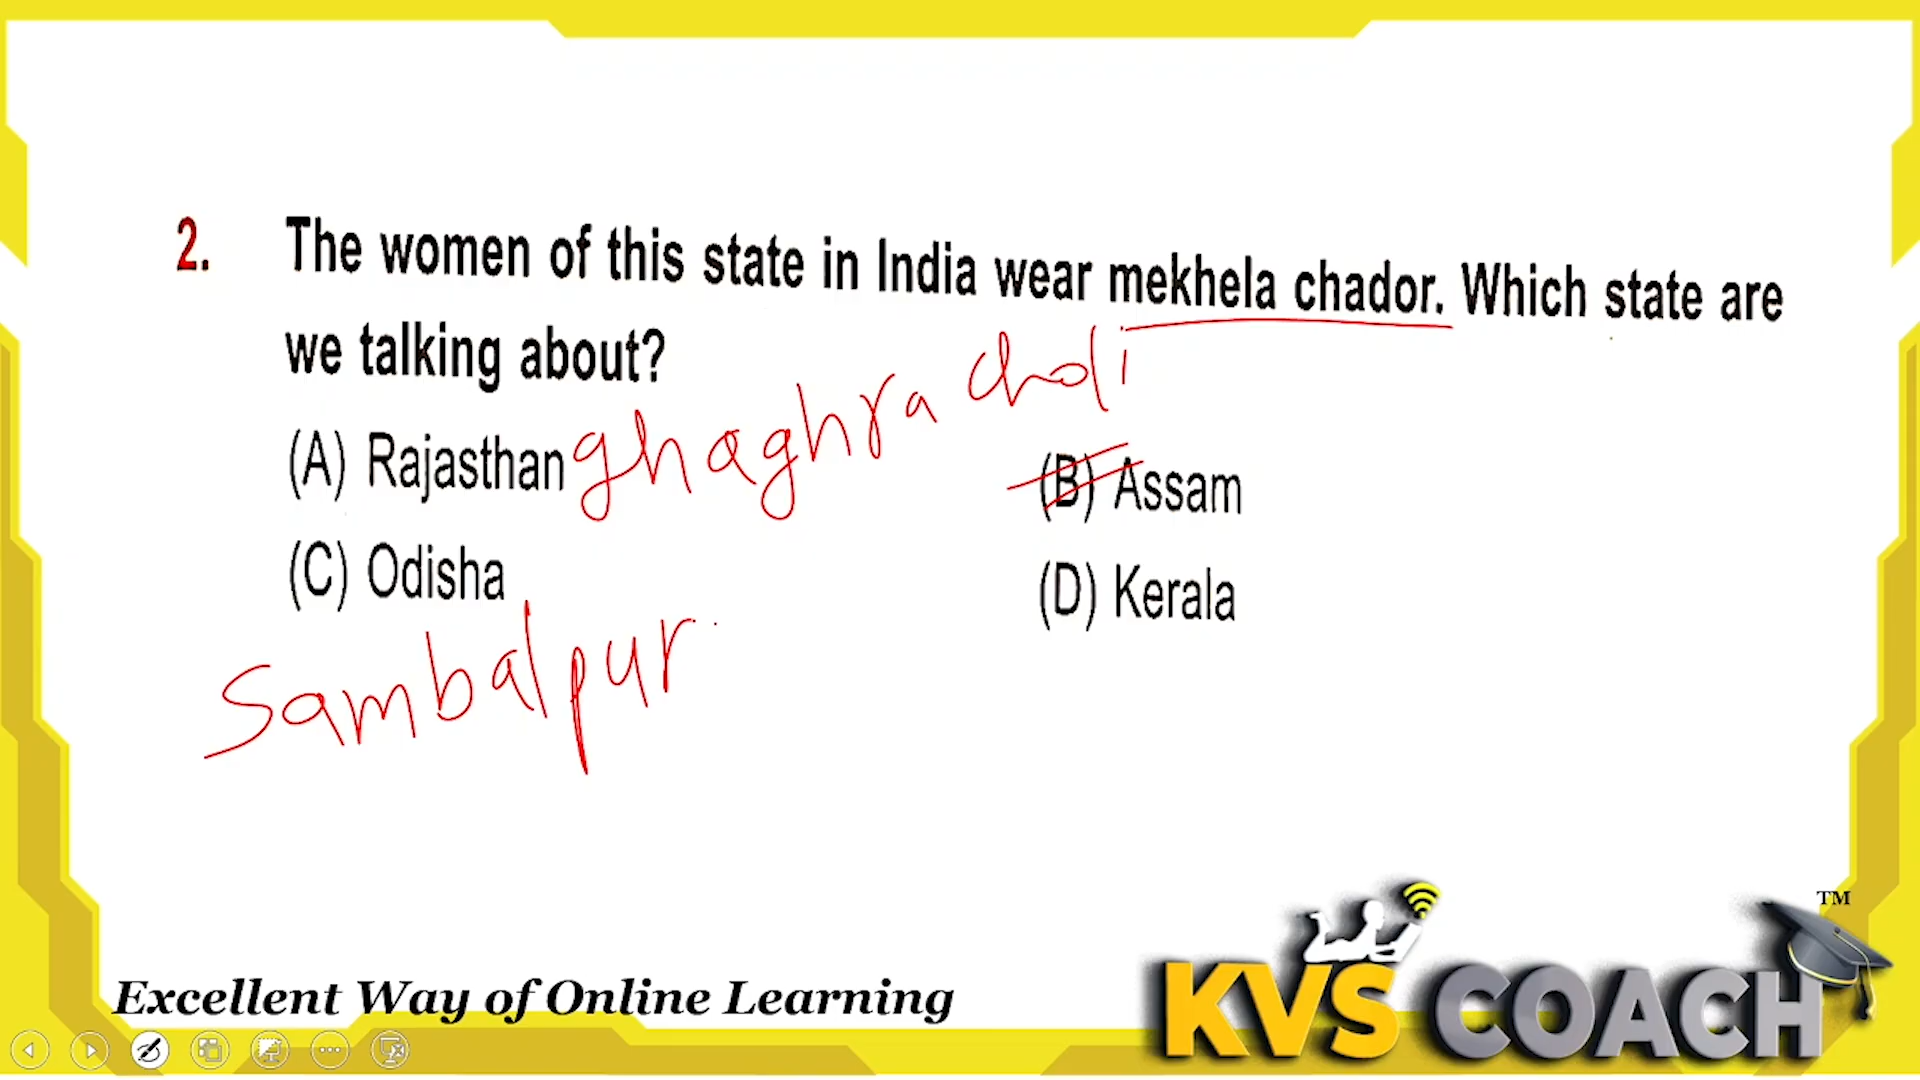 2. The women of this state in India wear mekhela chador. Which state are
we talking about?
(A) Rajasthan ghaghra choli
(B) Assam
(C) Odisha
(D) Kerala
Sambalpur
TM
KVS COACH
Excellent Way of Online Learning